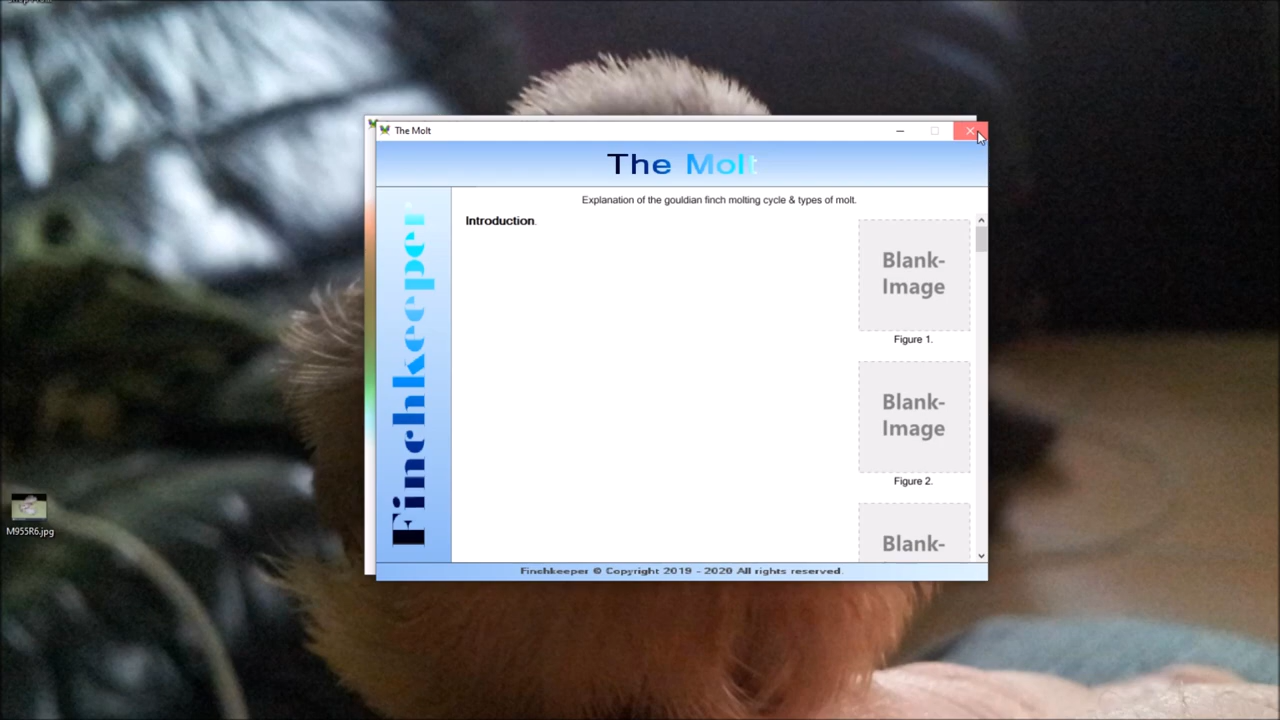 The Molt
The Molt
Explanation of the gouldian finch molting cycle & types of molt.
Finchkeeper
Introduction.
Blank-
Image
Figure 1.
Blank-
Image
Figure 2.
Blank-
M955R6.jpg
Finchkeeper © Copyright 2019 - 2020 All rights reserved.